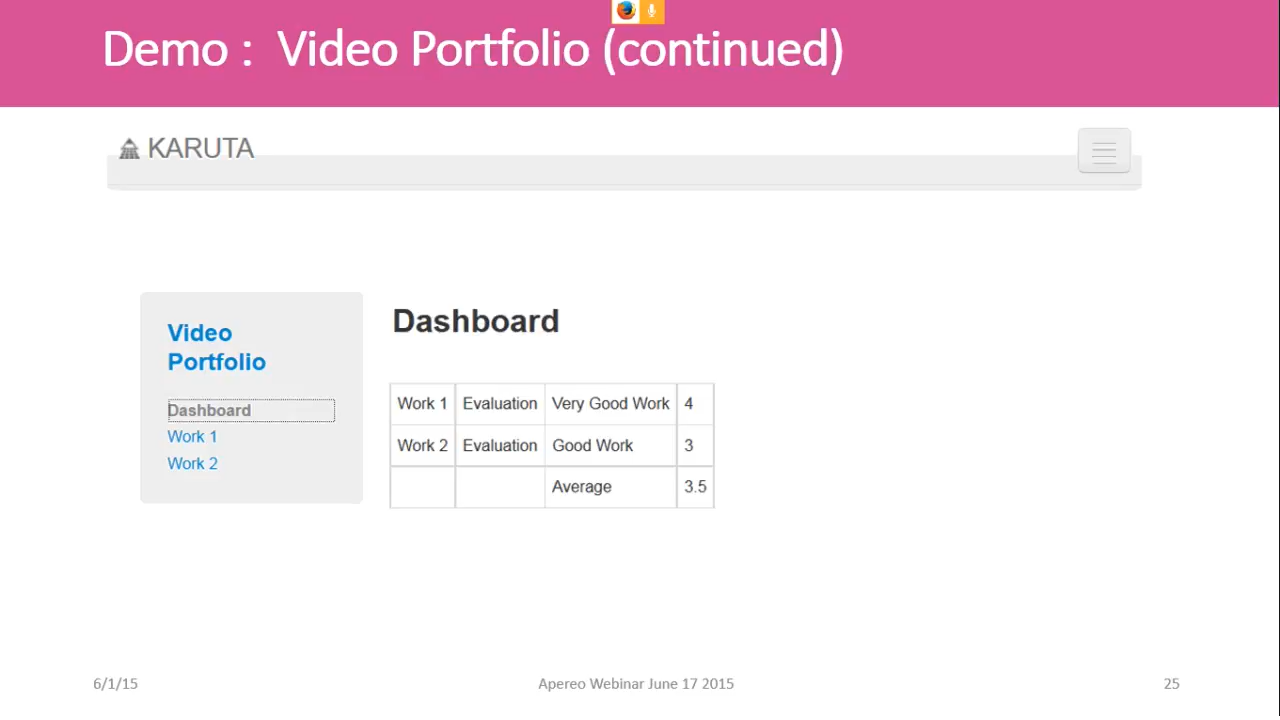 Demo :  Video Portfolio (continued)
KARUTA
Video
Portfolio
Dashboard
Work 1
Work 2
Dashboard
Work 1 Evaluation Very Good Work 4
Work 2 Evaluation Good Work 3
Average 3.5
6/1/15 Apereo Webinar June 17 2015 25